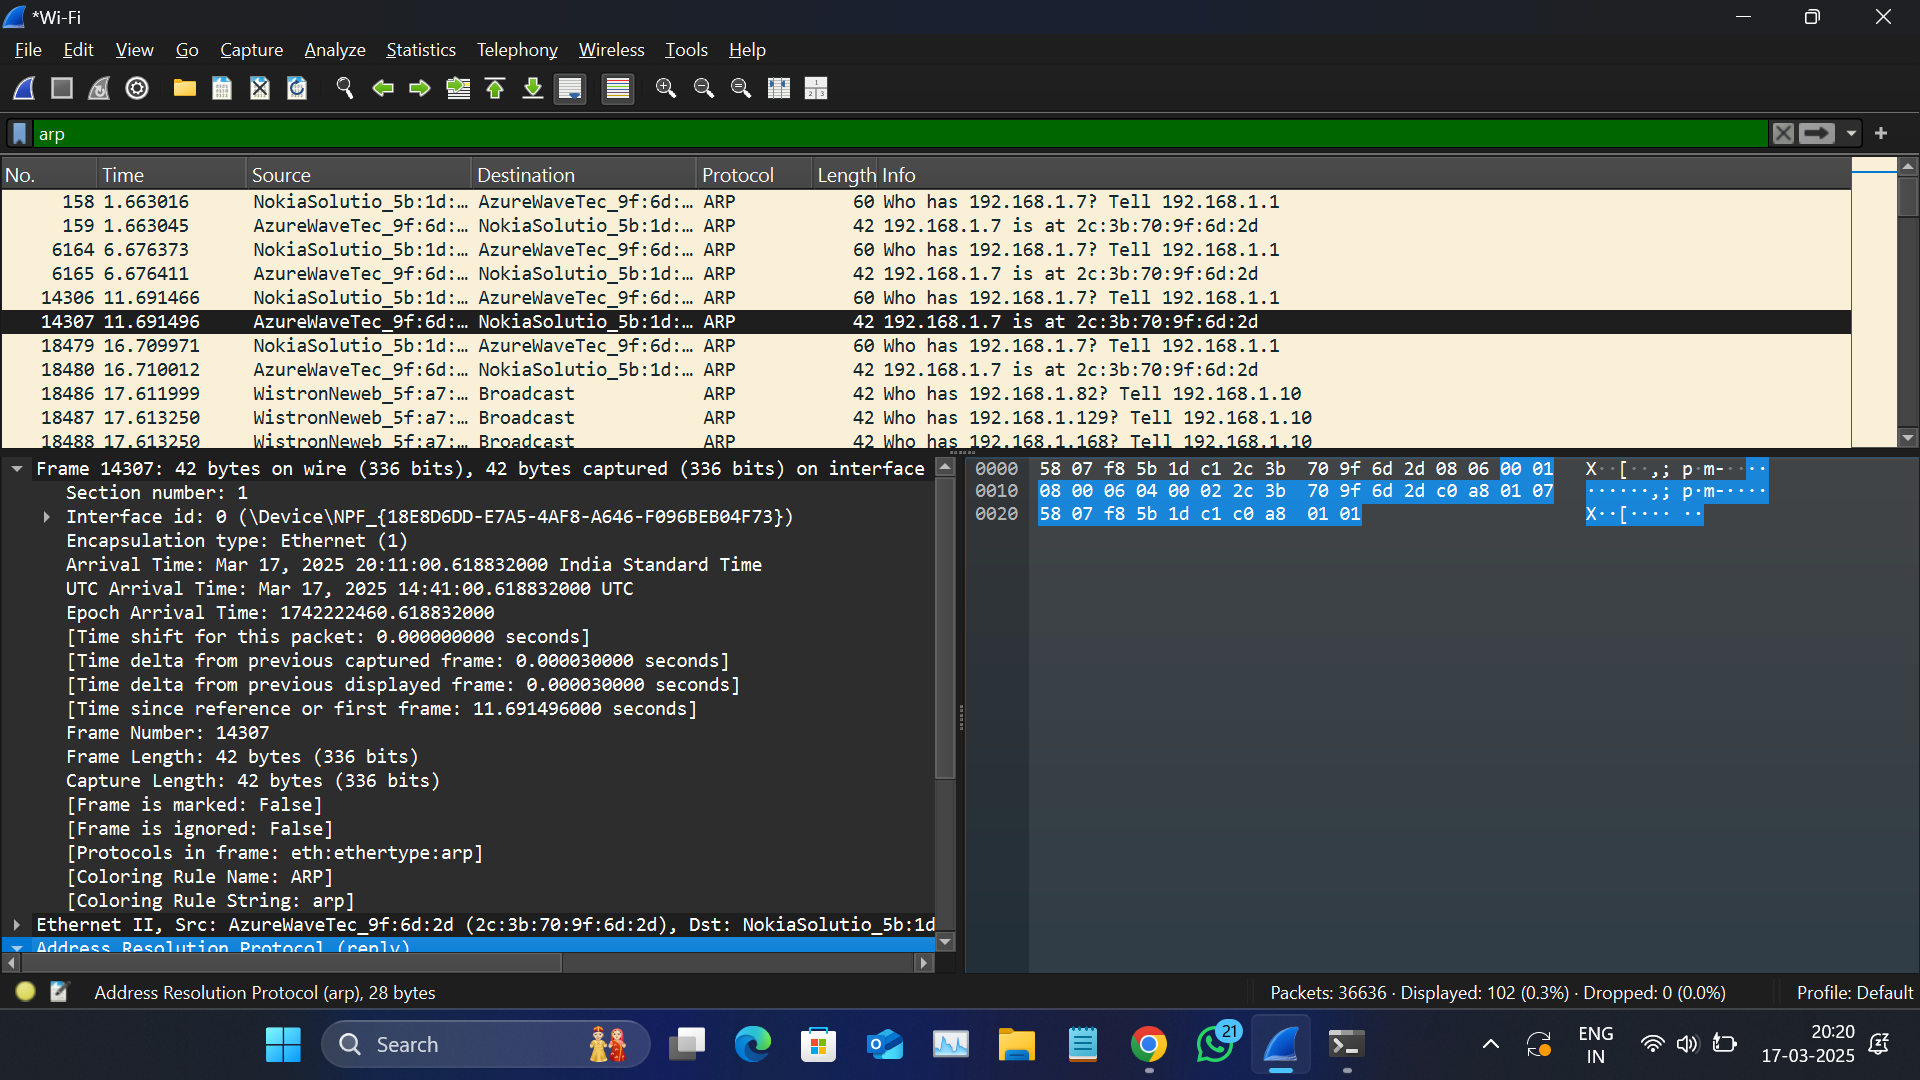 *Wi-Fi
File Edit View Go Capture Analyze Statistics Telephony Wireless Tools Help
arp
No. Time Source Destination Protocol Length Info
158 1.663016 NokiaSolutio_5b:1d:… AzureWaveTec_9f:6d:… ARP 60 Who has 192.168.1.7? Tell 192.168.1.1
159 1.663045 AzureWaveTec_9f:6d:… NokiaSolutio_5b:1d:… ARP 42 192.168.1.7 is at 2c:3b:70:9f:6d:2d
6164 6.676373 NokiaSolutio_5b:1d:… AzureWaveTec_9f:6d:… ARP 60 Who has 192.168.1.7? Tell 192.168.1.1
6165 6.676411 AzureWaveTec_9f:6d:… NokiaSolutio_5b:1d:… ARP 42 192.168.1.7 is at 2c:3b:70:9f:6d:2d
14306 11.691466 NokiaSolutio_5b:1d:… AzureWaveTec_9f:6d:… ARP 60 Who has 192.168.1.7? Tell 192.168.1.1
14307 11.691496 AzureWaveTec_9f:6d:… NokiaSolutio_5b:1d:… ARP 42 192.168.1.7 is at 2c:3b:70:9f:6d:2d
18479 16.709971 NokiaSolutio_5b:1d:… AzureWaveTec_9f:6d:… ARP 60 Who has 192.168.1.7? Tell 192.168.1.1
18480 16.710012 AzureWaveTec_9f:6d:… NokiaSolutio_5b:1d:… ARP 42 192.168.1.7 is at 2c:3b:70:9f:6d:2d
18486 17.611999 WistronNeweb_5f:a7:… Broadcast ARP 42 Who has 192.168.1.82? Tell 192.168.1.10
18487 17.613250 WistronNeweb_5f:a7:… Broadcast ARP 42 Who has 192.168.1.129? Tell 192.168.1.10
18488 17.613250 WistronNeweb_5f:a7:… Broadcast ARP 42 Who has 192.168.1.168? Tell 192.168.1.10
Frame 14307: 42 bytes on wire (336 bits), 42 bytes captured (336 bits) on interface
Section number: 1
Interface id: 0 (\Device\NPF_{18E8D6DD-E7A5-4AF8-A646-F096BEB04F73})
Encapsulation type: Ethernet (1)
Arrival Time: Mar 17, 2025 20:11:00.618832000 India Standard Time
UTC Arrival Time: Mar 17, 2025 14:41:00.618832000 UTC
Epoch Arrival Time: 1742222460.618832000
[Time shift for this packet: 0.000000000 seconds]
[Time delta from previous captured frame: 0.000030000 seconds]
[Time delta from previous displayed frame: 0.000030000 seconds]
[Time since reference or first frame: 11.691496000 seconds]
Frame Number: 14307
Frame Length: 42 bytes (336 bits)
Capture Length: 42 bytes (336 bits)
[Frame is marked: False]
[Frame is ignored: False]
[Protocols in frame: eth:ethertype:arp]
[Coloring Rule Name: ARP]
[Coloring Rule String: arp]
Ethernet II, Src: AzureWaveTec_9f:6d:2d (2c:3b:70:9f:6d:2d), Dst: NokiaSolutio_5b:1d
Address Resolution Protocol (reply)
0000 58 07 f8 5b 1d c1 2c 3b 70 9f 6d 2d 08 06 00 01 X··[··,; p·m-····
0010 08 00 06 04 00 02 2c 3b 70 9f 6d 2d c0 a8 01 07 ······,; p·m-····
0020 58 07 f8 5b 1d c1 c0 a8 01 01 X··[···· ··
Address Resolution Protocol (arp), 28 bytes
Packets: 36636 · Displayed: 102 (0.3%) · Dropped: 0 (0.0%)
Profile: Default
Search
21
ENG
IN
20:20
17-03-2025